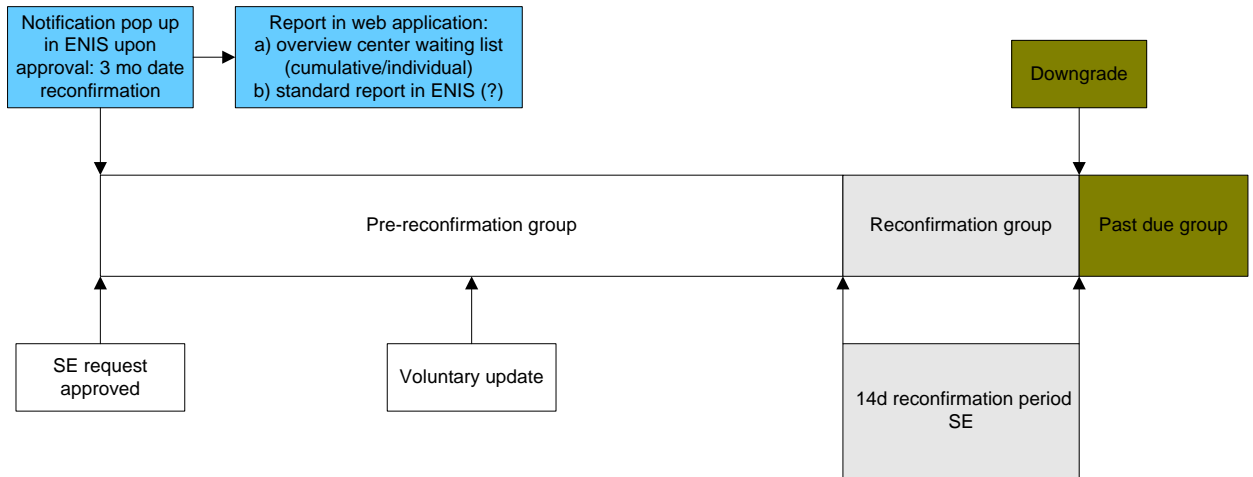 Notification pop up
in ENIS upon
approval: 3 mo date
reconfirmation
Report in web application:
a) overview center waiting list
(cumulative/individual)
b) standard report in ENIS (?)
Downgrade
Pre-reconfirmation group
Reconfirmation group
Past due group
SE request
approved
Voluntary update
14d reconfirmation period
SE